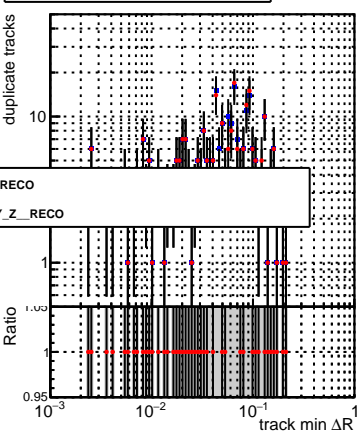 duplicate tracks
10
RECO
Z__RECO
1
1.05
Ratio
1
0.95
10−3 10−2 10−1 1
track min ΔR